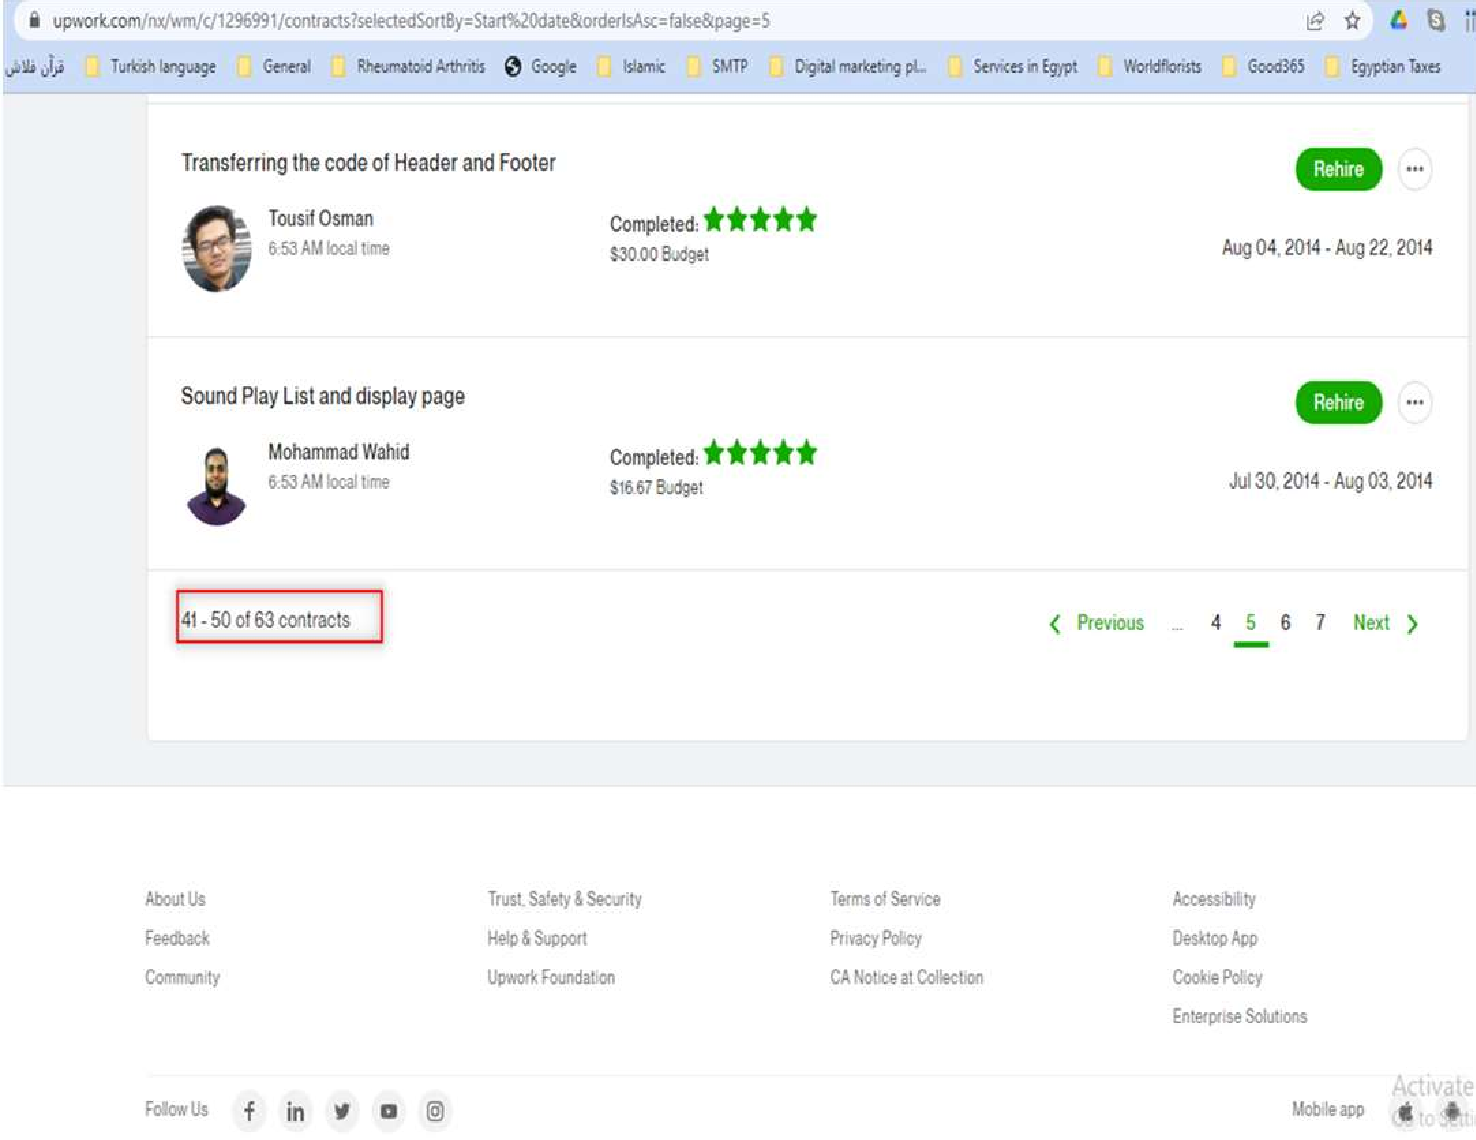 upwork.com/nx/wm/c/1296991/contracts?selectedSortBy=Start%20date&orderIsAsc=false&page=5
قرآن فلاش Turkish language General Rheumatoid Arthritis Google Islamic SMTP Digital marketing pl... Services in Egypt Worldflorists Good365 Egyptian Taxes
Transferring the code of Header and Footer
Rehire
Tousif Osman
6:53 AM local time
Completed:
$30.00 Budget
Aug 04, 2014 - Aug 22, 2014
Sound Play List and display page
Rehire
Mohammad Wahid
6:53 AM local time
Completed:
$16.67 Budget
Jul 30, 2014 - Aug 03, 2014
41 - 50 of 63 contracts
Previous ... 4 5 6 7 Next
About Us Trust, Safety & Security Terms of Service Accessibility
Feedback Help & Support Privacy Policy Desktop App
Community Upwork Foundation CA Notice at Collection Cookie Policy
Enterprise Solutions
Activate
Follow Us Mobile app
to